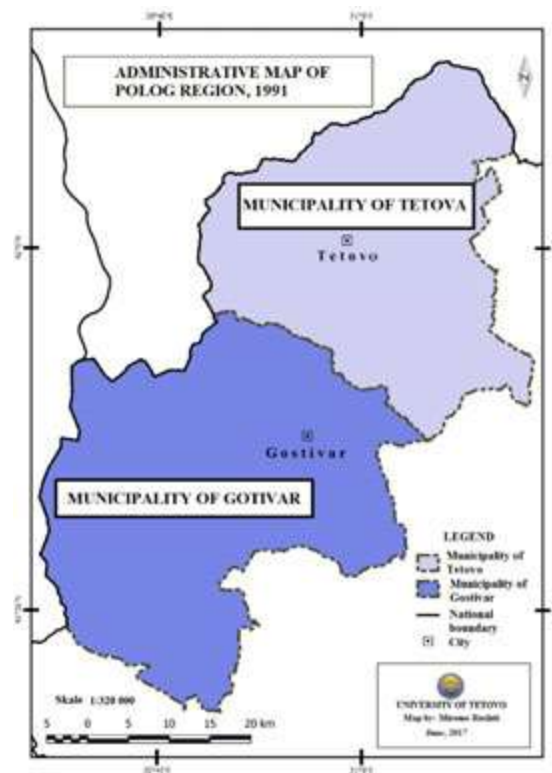 ADMINISTRATIVE MAP OF
POLOG REGION, 1991
N
MUNICIPALITY OF TETOVA
Tetovo
Gostivar
MUNICIPALITY OF GOTIVAR
LEGEND
Municipality of
Tetovo
Municipality of
Gostivar
National
boundary
City
Skale 1:320 000
5 0 5 10 15 20 km
UNIVERSITY OF TETOVO
June, 2017